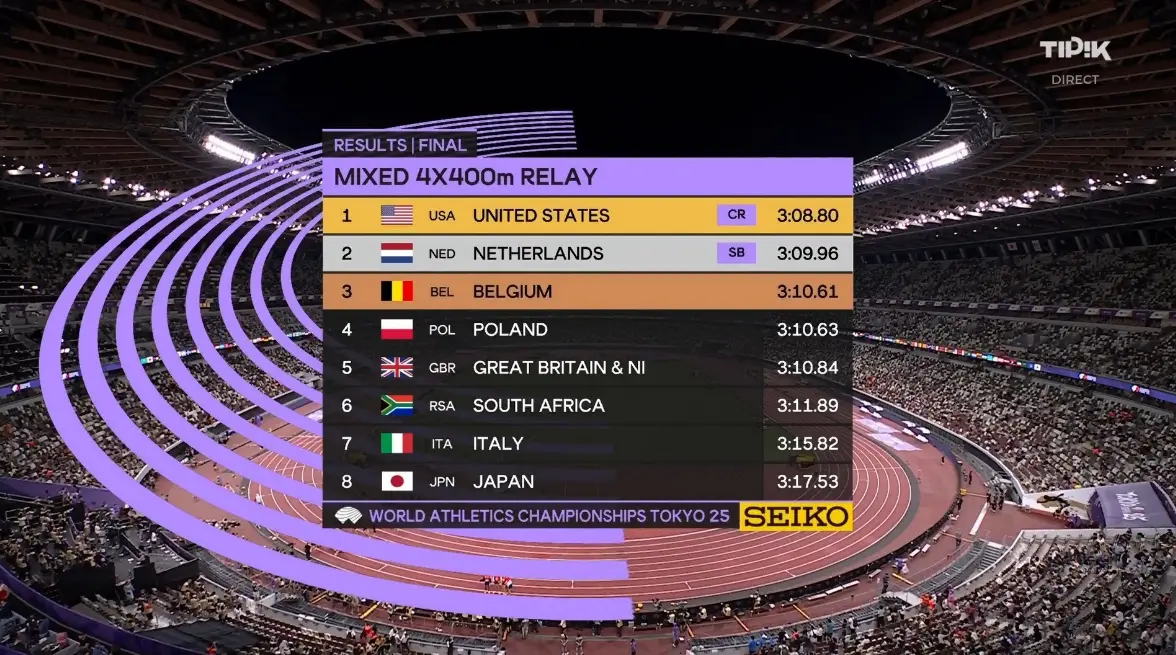 TIPIK
DIRECT
RESULTS | FINAL
MIXED 4X400m RELAY
1 USA UNITED STATES CR 3:08.80
2 NED NETHERLANDS SB 3:09.96
3 BEL BELGIUM 3:10.61
4 POL POLAND 3:10.63
5 GBR GREAT BRITAIN & NI 3:10.84
6 RSA SOUTH AFRICA 3:11.89
7 ITA ITALY 3:15.82
8 JPN JAPAN 3:17.53
WORLD ATHLETICS CHAMPIONSHIPS TOKYO 25 SEIKO